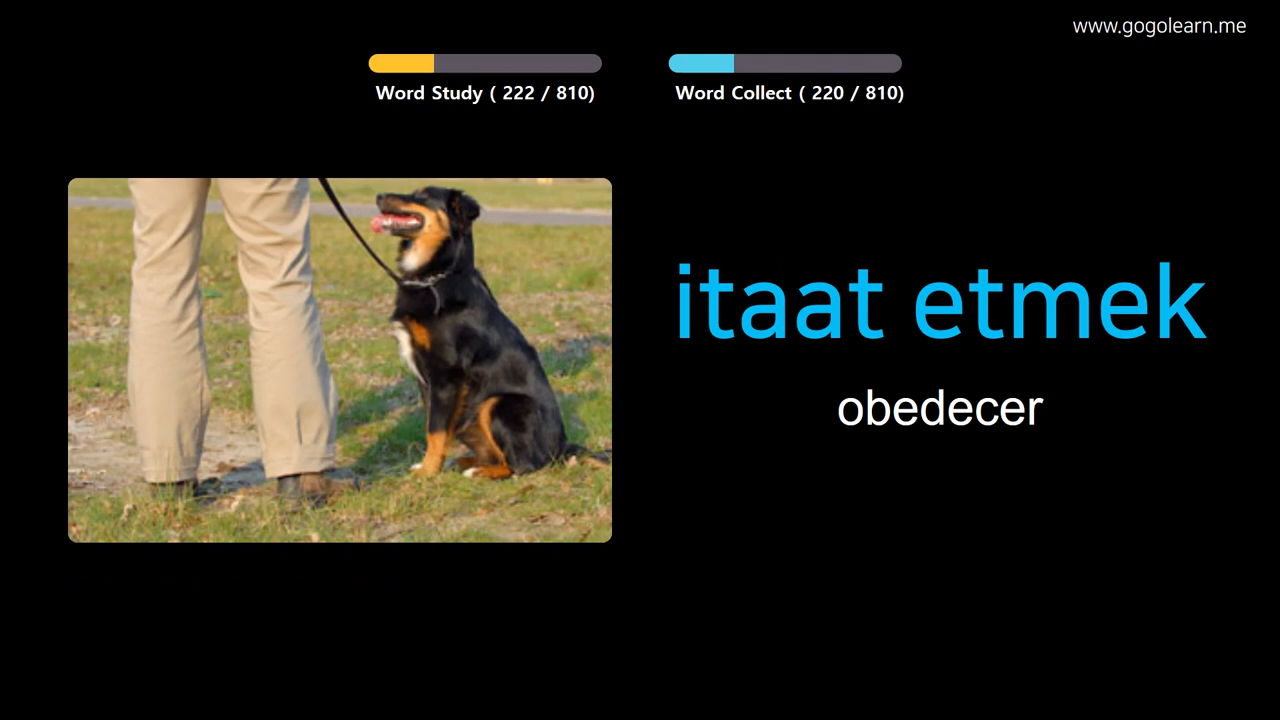 www.gogolearn.me
Word Study ( 222 / 810)
Word Collect ( 220 / 810)
itaat etmek
obedecer